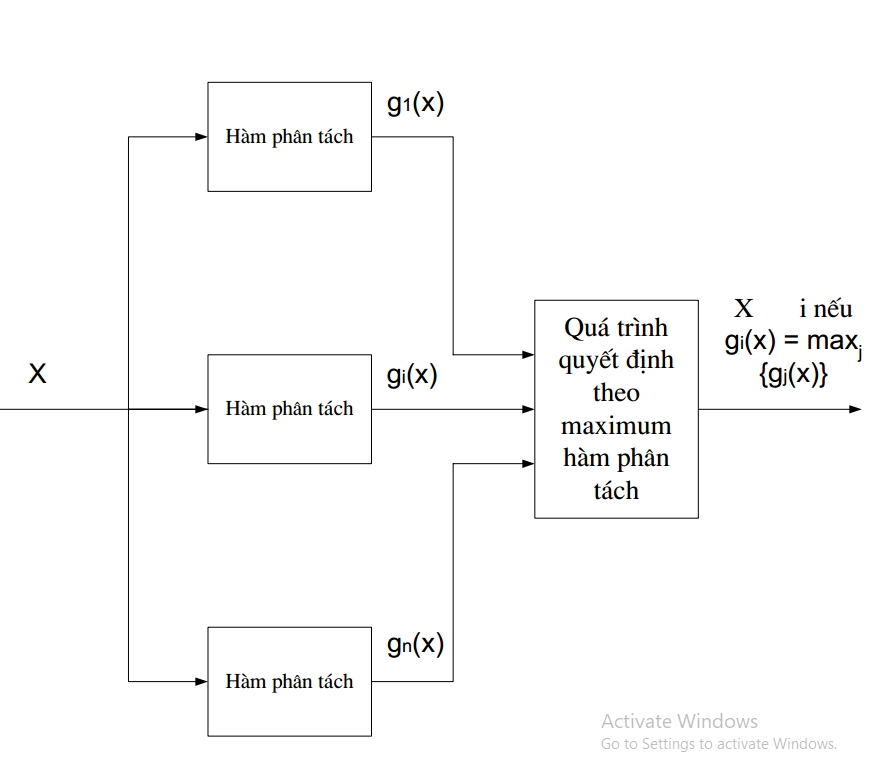 g1(x)
Hàm phân tách
X
gi(x)
Hàm phân tách
Quá trình
quyết định
theo
maximum
hàm phân
tách
X i nếu
gi(x) = maxj
{gj(x)}
gn(x)
Hàm phân tách
Activate Windows
Go to Settings to activate Windows.